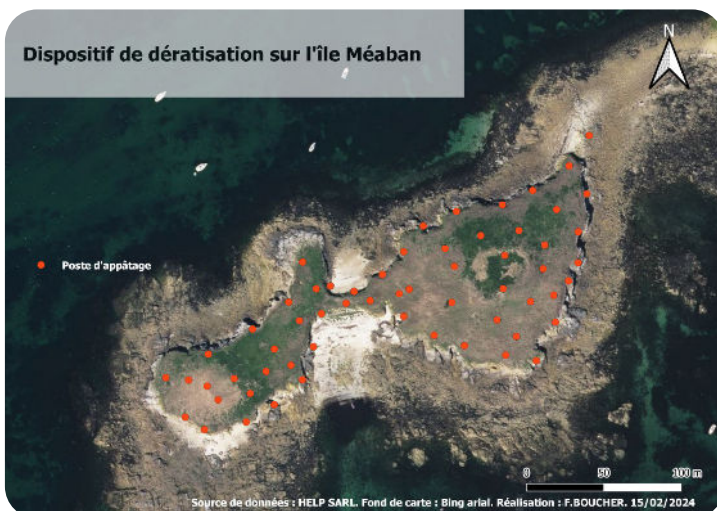 Dispositif de dératisation sur l'île Méaban
N
Poste d'appâtage
0 50 100 m
Source de données : HELP SARL. Fond de carte : Bing arial. Réalisation : F.BOUCHER. 15/02/2024